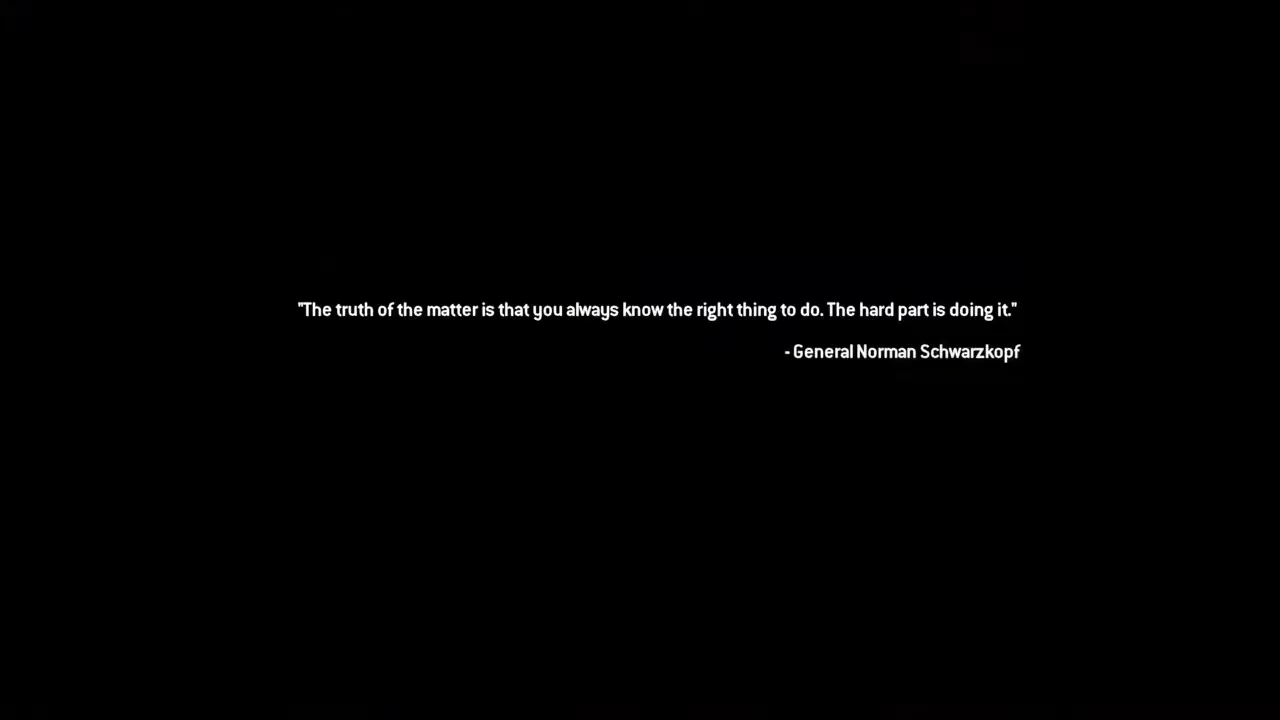 "The truth of the matter is that you always know the right thing to do. The hard part is doing it."
- General Norman Schwarzkopf